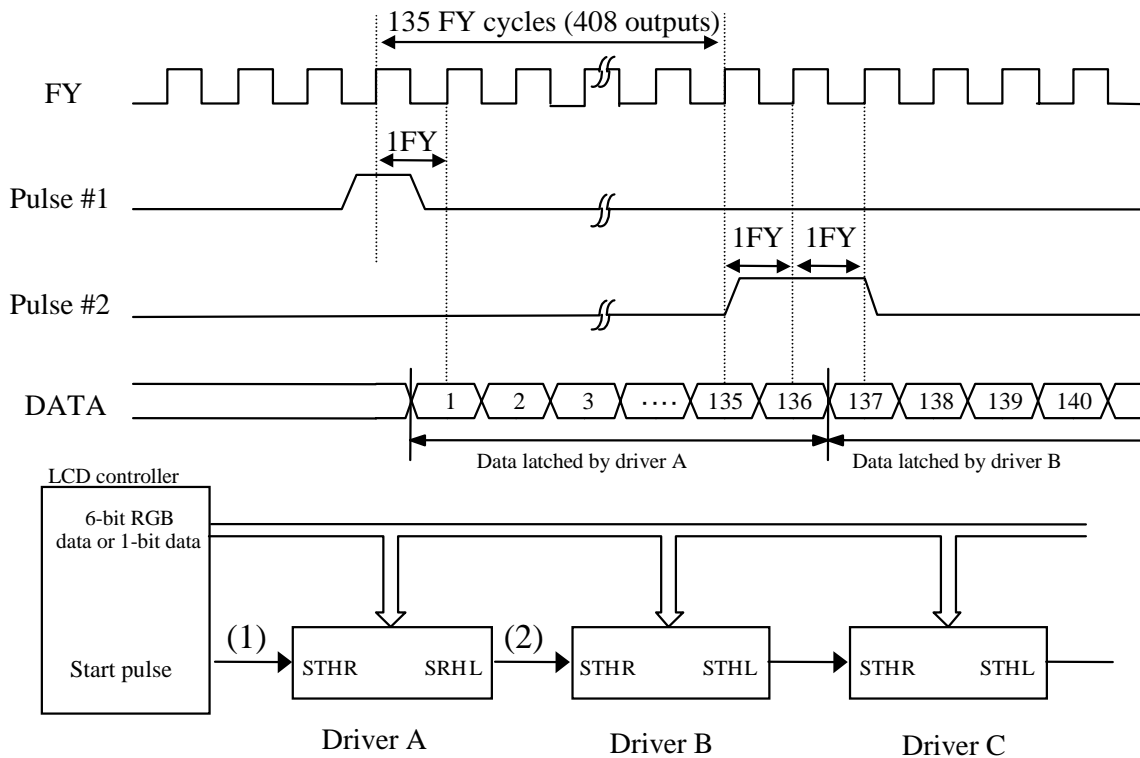 135 FY cycles (408 outputs)
FY
1FY
Pulse #1
1FY 1FY
Pulse #2
DATA
1 2 3 .... 135 136 137 138 139 140
Data latched by driver A
Data latched by driver B
LCD controller
6-bit RGB
data or 1-bit data
Start pulse
(1)
STHR SRHL
(2)
STHR STHL
STHR STHL
Driver A
Driver B
Driver C